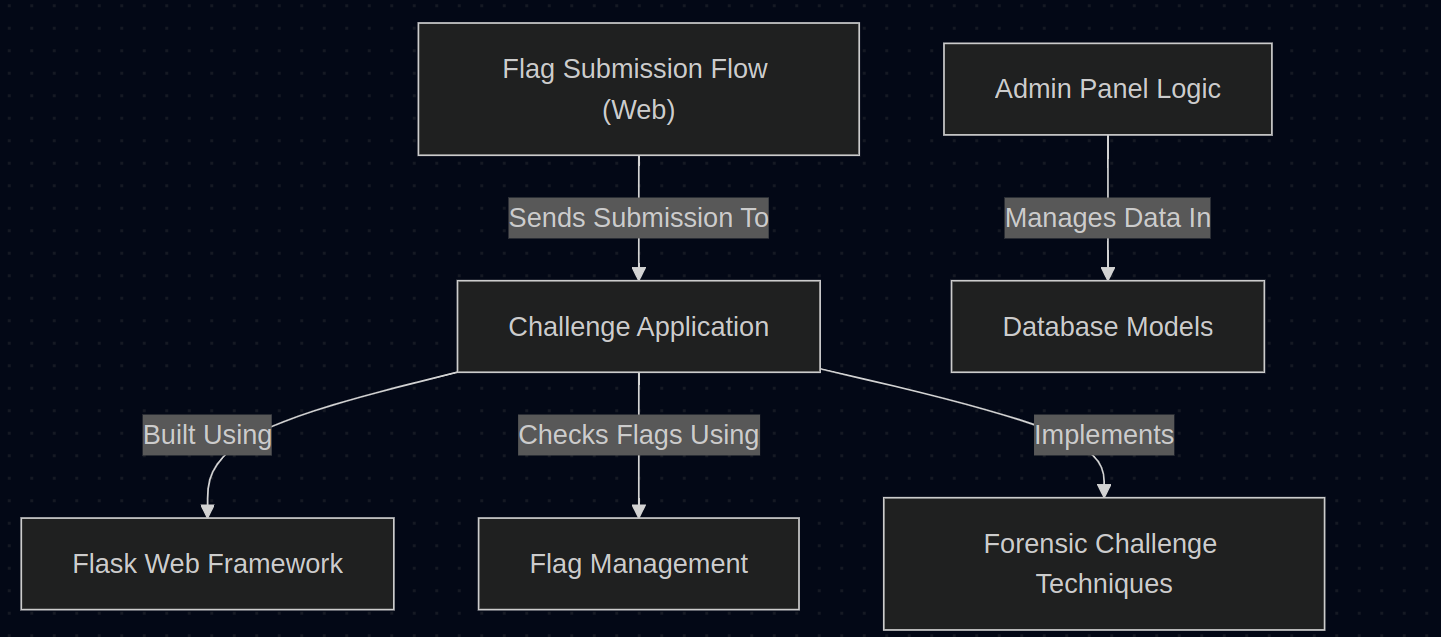 Flag Submission Flow
(Web)
Admin Panel Logic
Sends Submission To
Manages Data In
Challenge Application
Database Models
Built Using
Checks Flags Using
Implements
Flask Web Framework
Flag Management
Forensic Challenge
Techniques